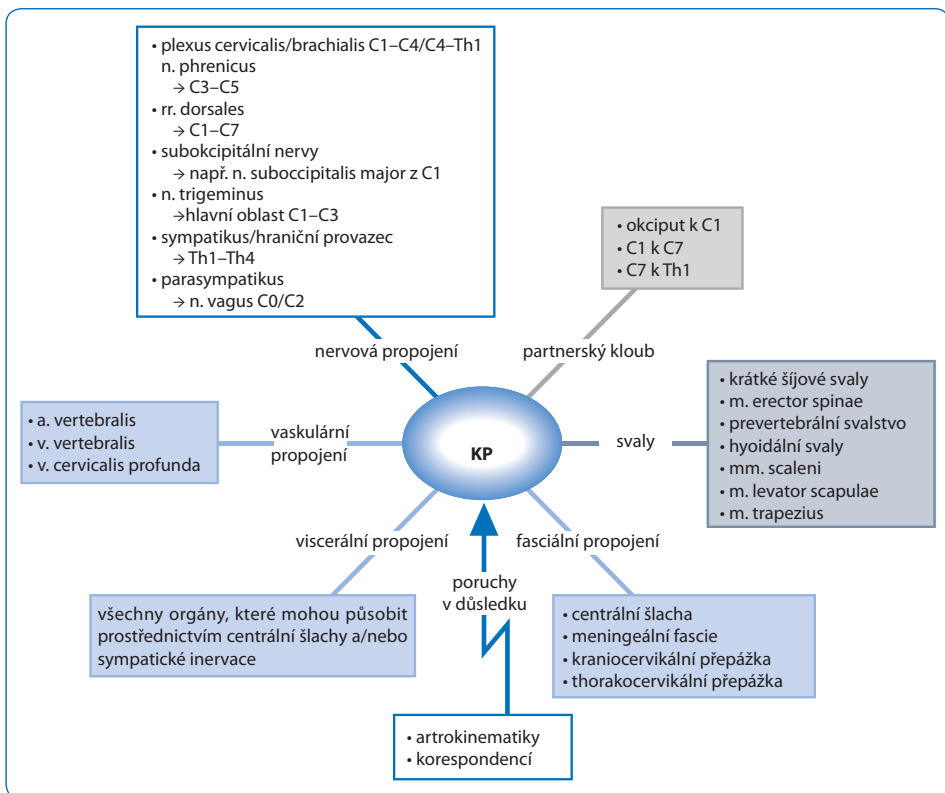 • plexus cervicalis/brachialis C1–C4/C4–Th1
n. phrenicus
→ C3–C5
• rr. dorsales
→ C1–C7
• subokcipitální nervy
→ např. n. suboccipitalis major z C1
• n. trigeminus
→hlavní oblast C1–C3
• sympatikus/hraniční provazec
→ Th1–Th4
• parasympatikus
→ n. vagus C0/C2
• okciput k C1
• C1 k C7
• C7 k Th1
nervová propojení
partnerský kloub
• a. vertebralis
• v. vertebralis
• v. cervicalis profunda
vaskulární
propojení
KP
svaly
• krátké šíjové svaly
• m. erector spinae
• prevertebrální svalstvo
• hyoidální svaly
• mm. scaleni
• m. levator scapulae
• m. trapezius
viscerální propojení
fasciální propojení
poruchy
v důsledku
všechny orgány, které mohou působit
prostřednictvím centrální šlachy a/nebo
sympatické inervace
• centrální šlacha
• meningeální fascie
• kraniocervikální přepážka
• thorakocervikální přepážka
• artrokinematiky
• korespondencí